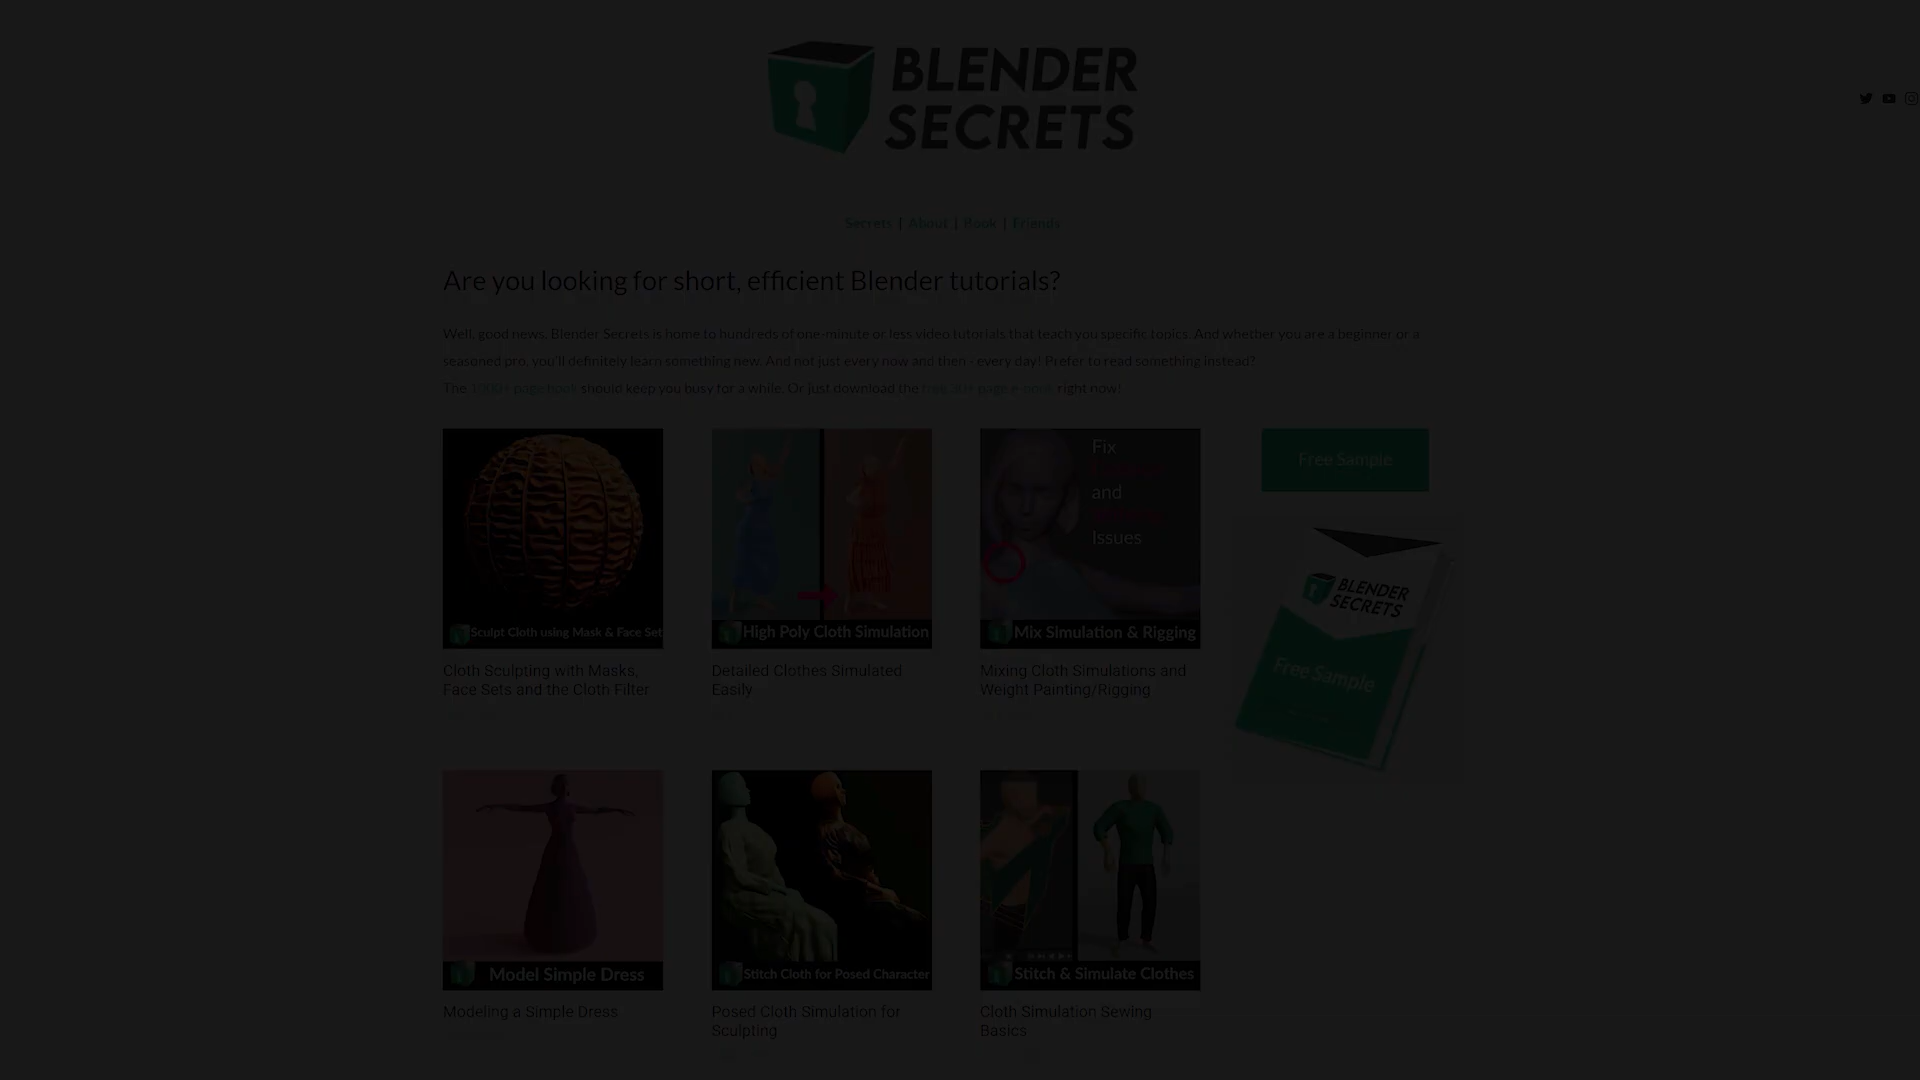 BLENDER
SECRETS
Secrets | About | Book | Friends
Are you looking for short, efficient Blender tutorials?
Well, good news. Blender Secrets is home to hundreds of one-minute or less video tutorials that teach you specific topics. And whether you are a beginner or a
seasoned pro, you'll definitely learn something new. And not just every now and then - every day! Prefer to read something instead?
The 1000+ page book should keep you busy for a while. Or just download the free 30+ page e-book right now!
Fix
and
Issues
Sculpt Cloth using Mask & Face Set
High Poly Cloth Simulation
Mix Simulation & Rigging
Free Sample
BLENDER
SECRETS
Free Sample
Cloth Sculpting with Masks,
Face Sets and the Cloth Filter
Detailed Clothes Simulated
Easily
Mixing Cloth Simulations and
Weight Painting/Rigging
Model Simple Dress
Stitch Cloth for Posed Character
Stitch & Simulate Clothes
Modeling a Simple Dress
Posed Cloth Simulation for
Sculpting
Cloth Simulation Sewing
Basics